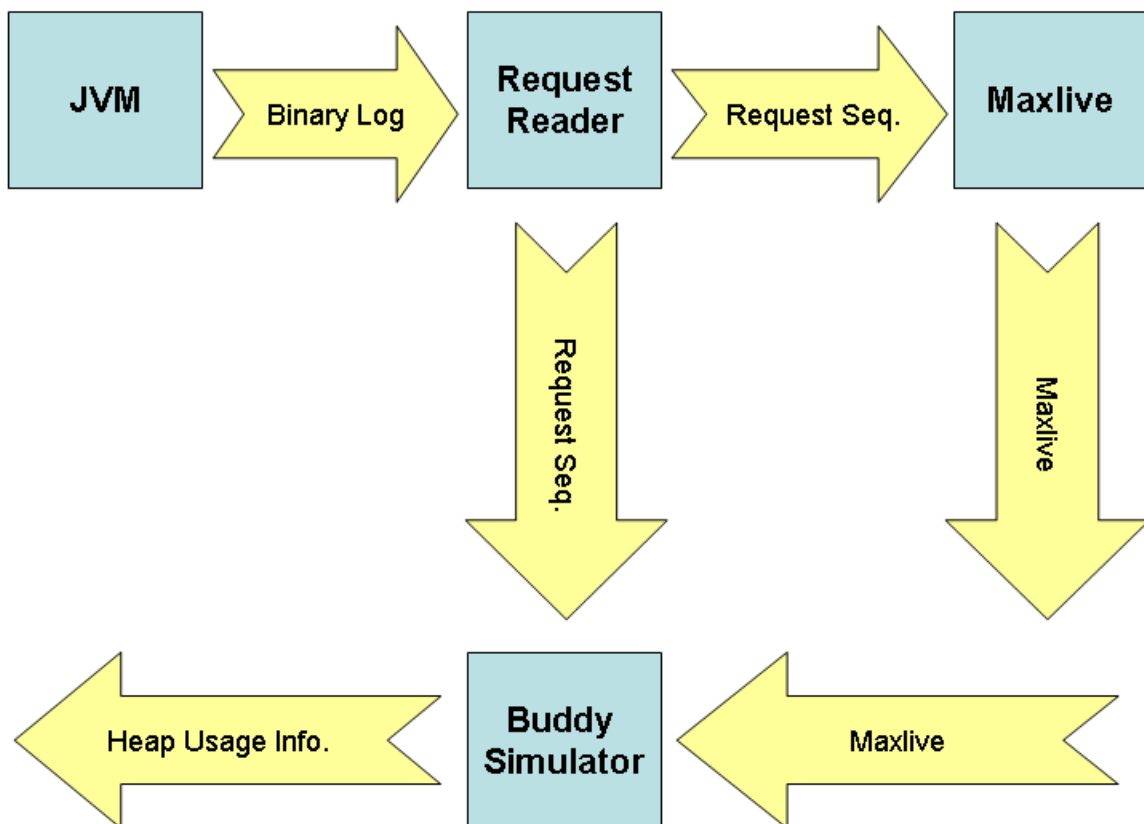 JVM
Binary Log
Request
Reader
Request Seq.
Maxlive
Request Seq.
Maxlive
Heap Usage Info.
Buddy
Simulator
Maxlive